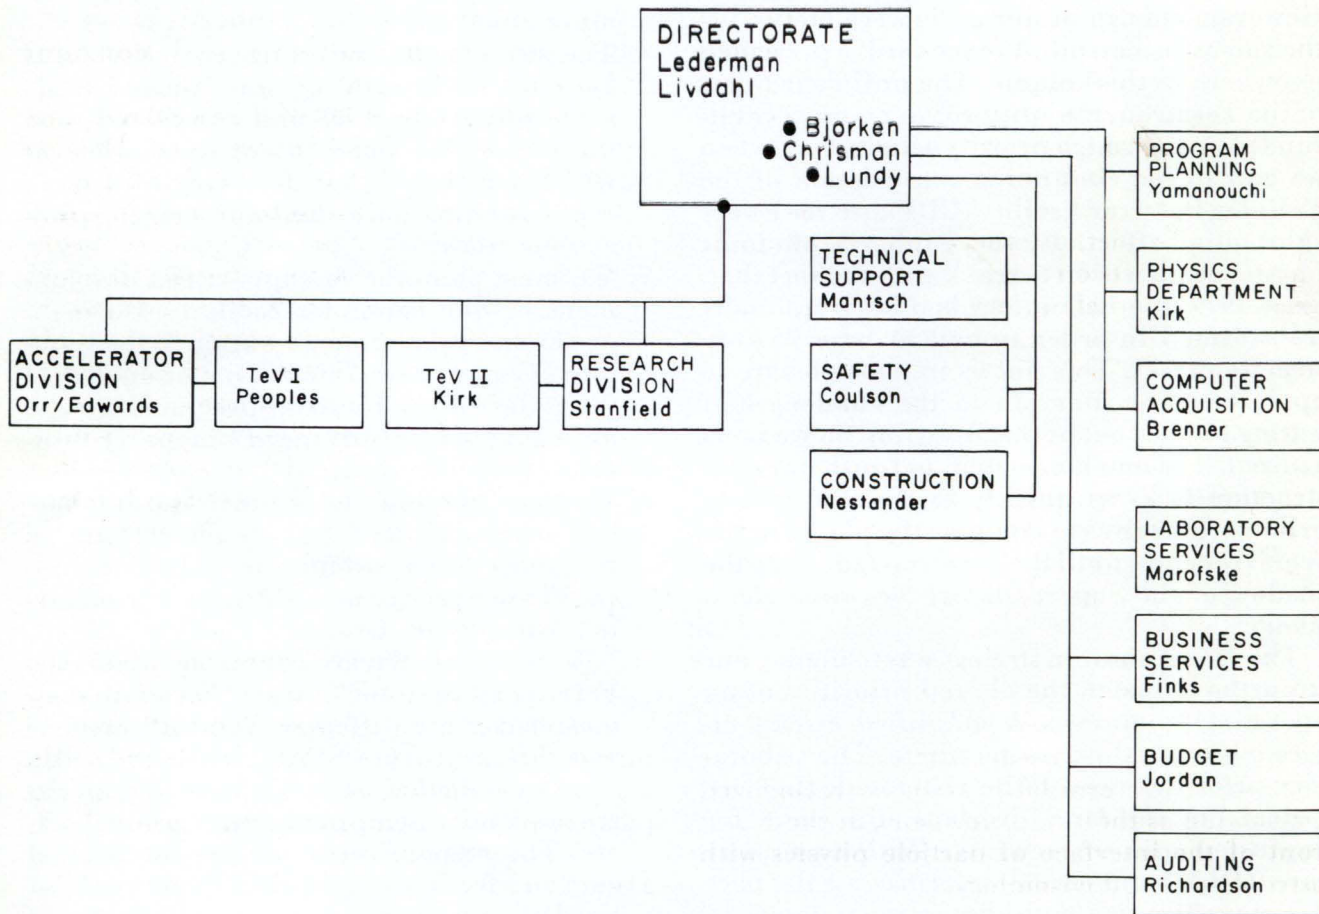 DIRECTORATE
Lederman
Livdahl
Bjorken
Chrisman
Lundy
PROGRAM
PLANNING
Yamanouchi
TECHNICAL
SUPPORT
Mantsch
PHYSICS
DEPARTMENT
Kirk
ACCELERATOR
DIVISION
Orr/Edwards
TeV I
Peoples
TeV II
Kirk
RESEARCH
DIVISION
Stanfield
SAFETY
Coulson
COMPUTER
ACQUISITION
Brenner
CONSTRUCTION
Nestander
LABORATORY
SERVICES
Marofske
BUSINESS
SERVICES
Finks
BUDGET
Jordan
AUDITING
Richardson